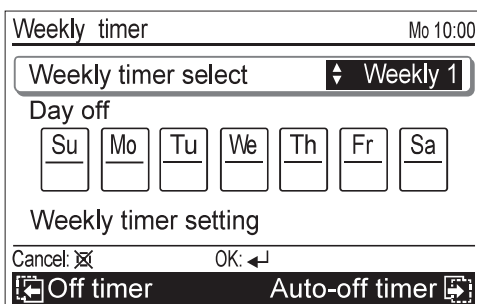 Weekly timer Mo 10:00
Weekly timer select Weekly 1
Day off
Su Mo Tu We Th Fr Sa
Weekly timer setting
Cancel: OK:
Off timer Auto-off timer